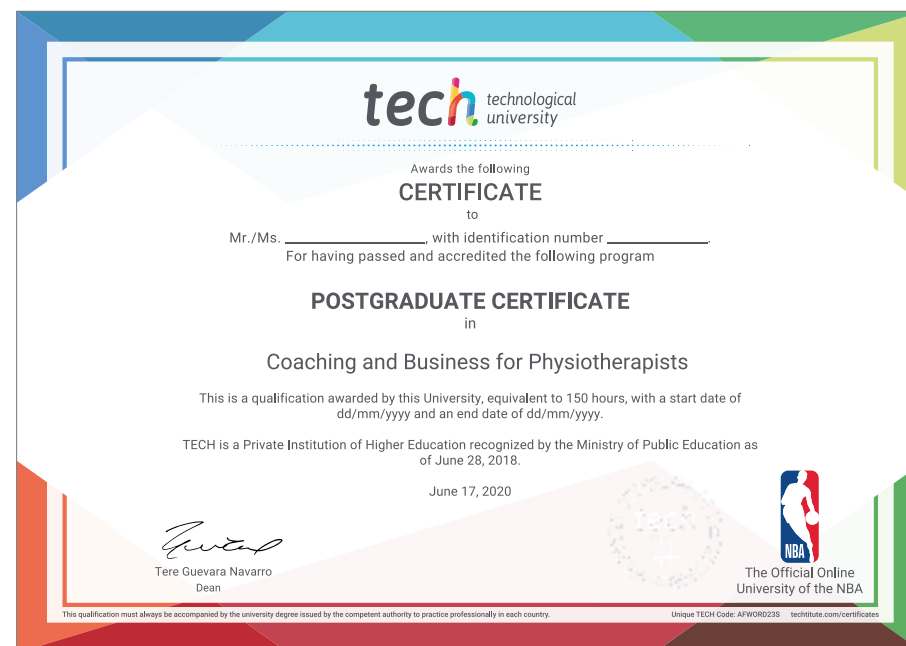 tech technological
university
Awards the following
CERTIFICATE
to
Mr./Ms. ____________________, with identification number ______________.
For having passed and accredited the following program
POSTGRADUATE CERTIFICATE
in
Coaching and Business for Physiotherapists
This is a qualification awarded by this University, equivalent to 150 hours, with a start date of
dd/mm/yyyy and an end date of dd/mm/yyyy.
TECH is a Private Institution of Higher Education recognized by the Ministry of Public Education as
of June 28, 2018.
June 17, 2020
tech
NBA
Tere Guevara Navarro
Dean
The Official Online
University of the NBA
This qualification must always be accompanied by the university degree issued by the competent authority to practice professionally in each country.
Unique TECH Code: AFWORD23S techtitute.com/certificates